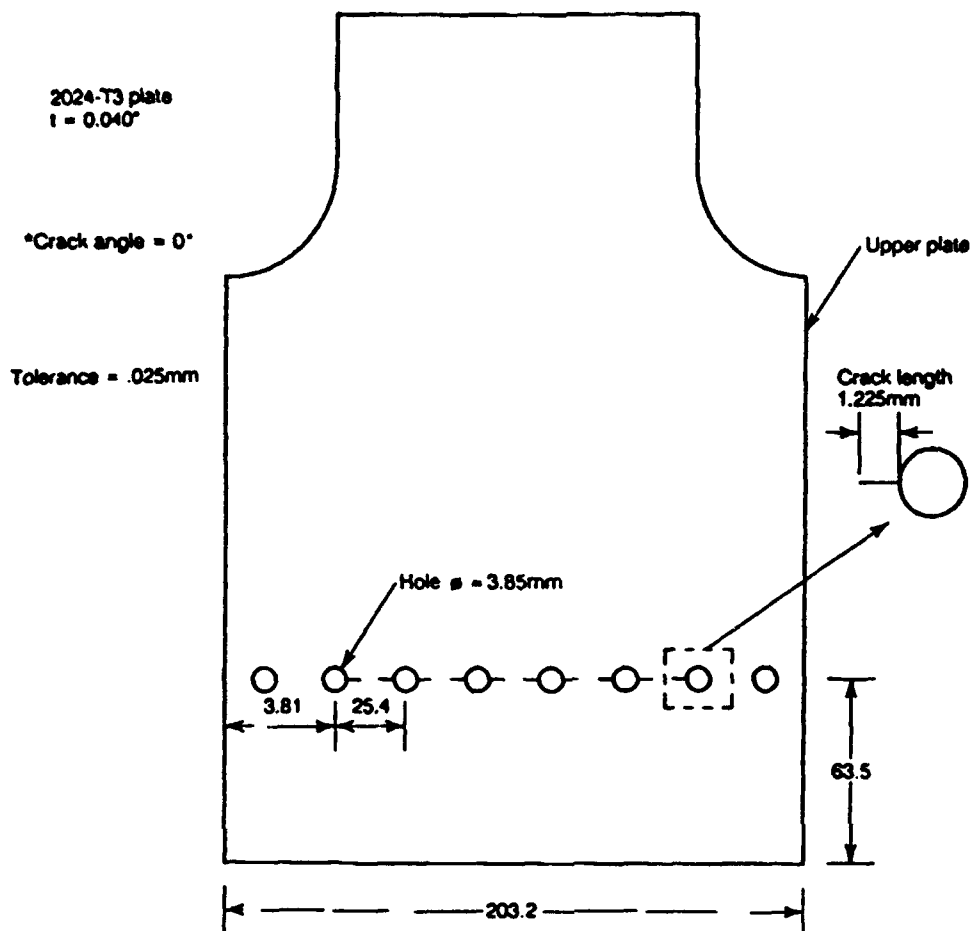 2024-T3 plate
t = 0.040"
*Crack angle = 0°
Upper plate
Tolerance = .025mm
Crack length
1.225mm
Hole ø = 3.85mm
3.81
25.4
63.5
203.2